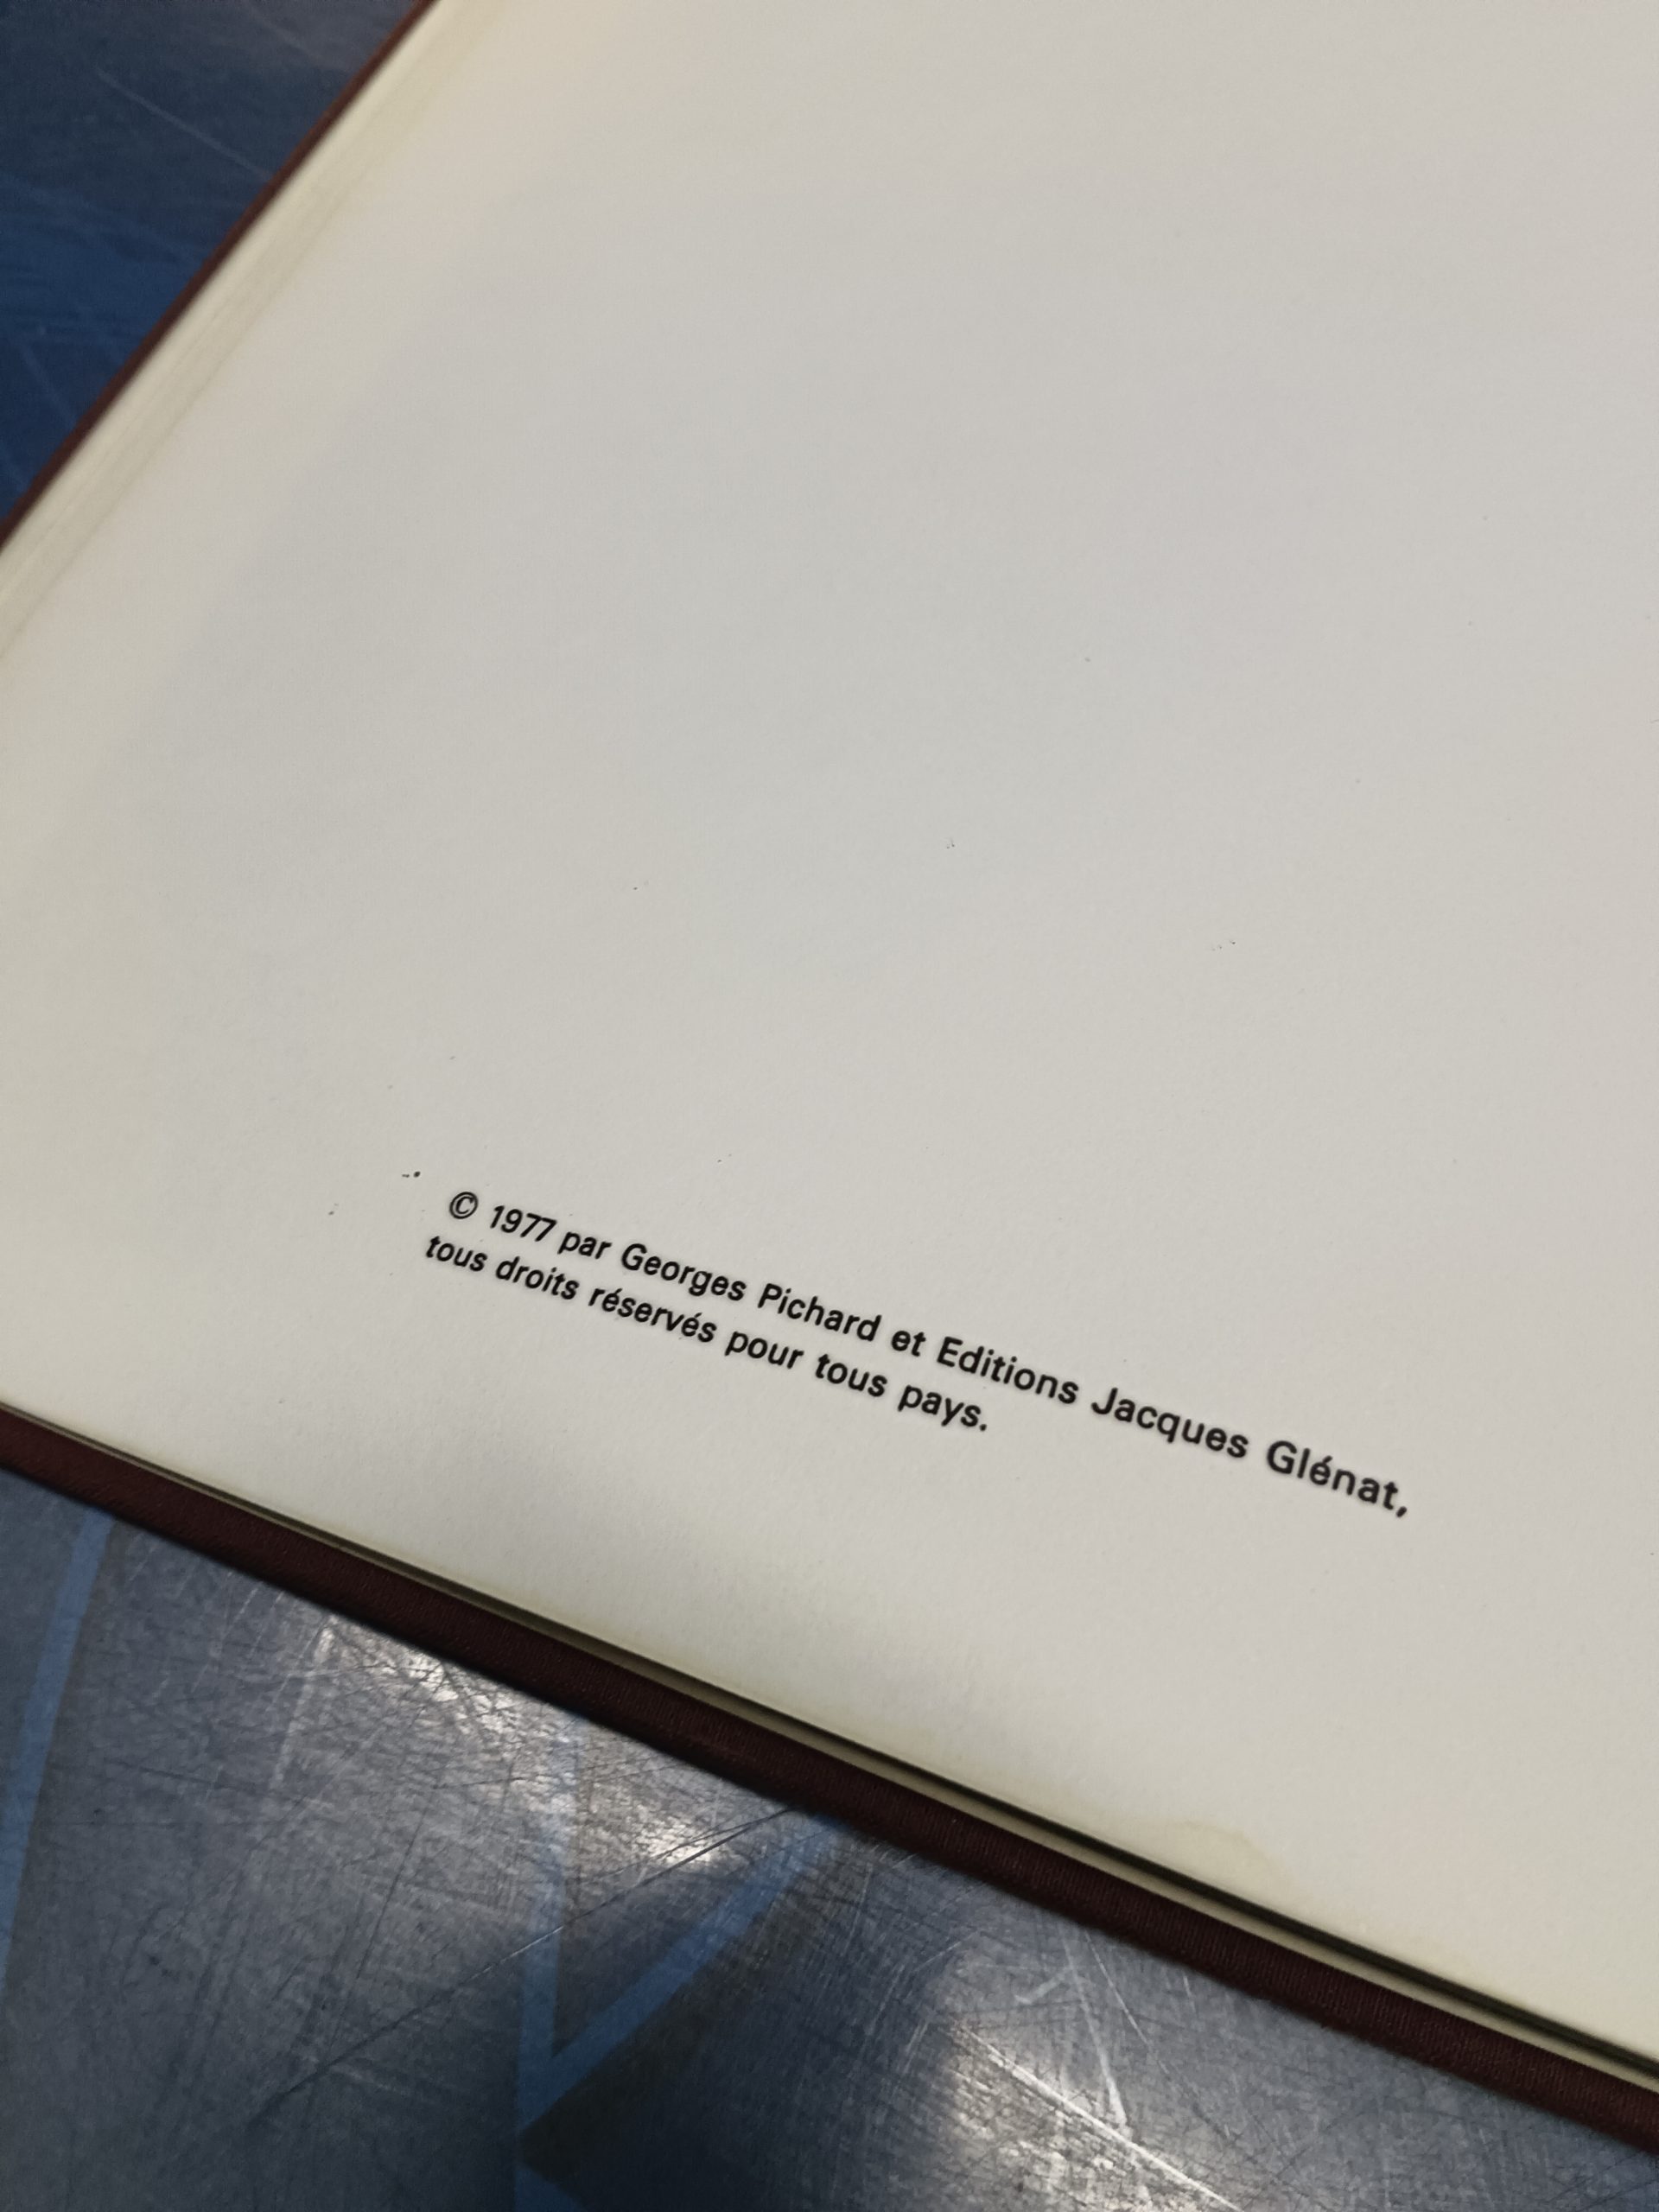 © 1977 par Georges Pichard et Editions Jacques Glénat,
tous droits réservés pour tous pays.